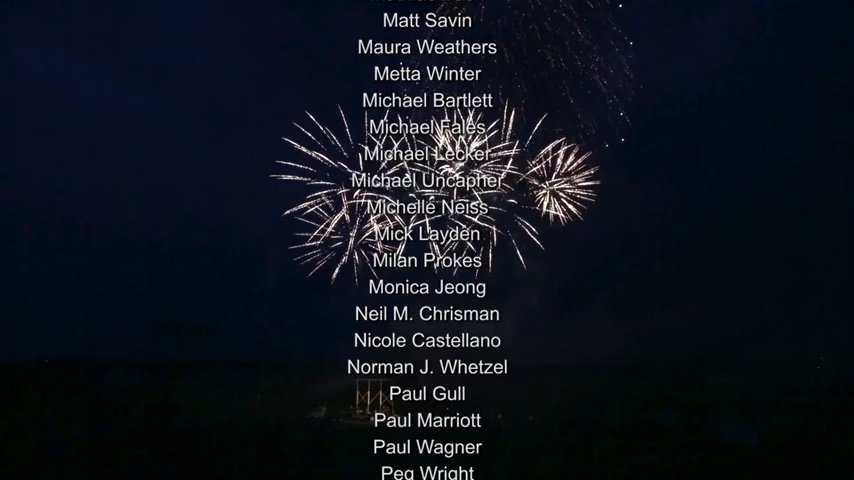 Matt Savin
Maura Weathers
Metta Winter
Michael Bartlett
Michael Fales
Michael Lecker
Michael Uncapher
Michelle Neiss
Mick Layden
Milan Prokes
Monica Jeong
Neil M. Chrisman
Nicole Castellano
Norman J. Whetzel
Paul Gull
Paul Marriott
Paul Wagner
Peg Wright